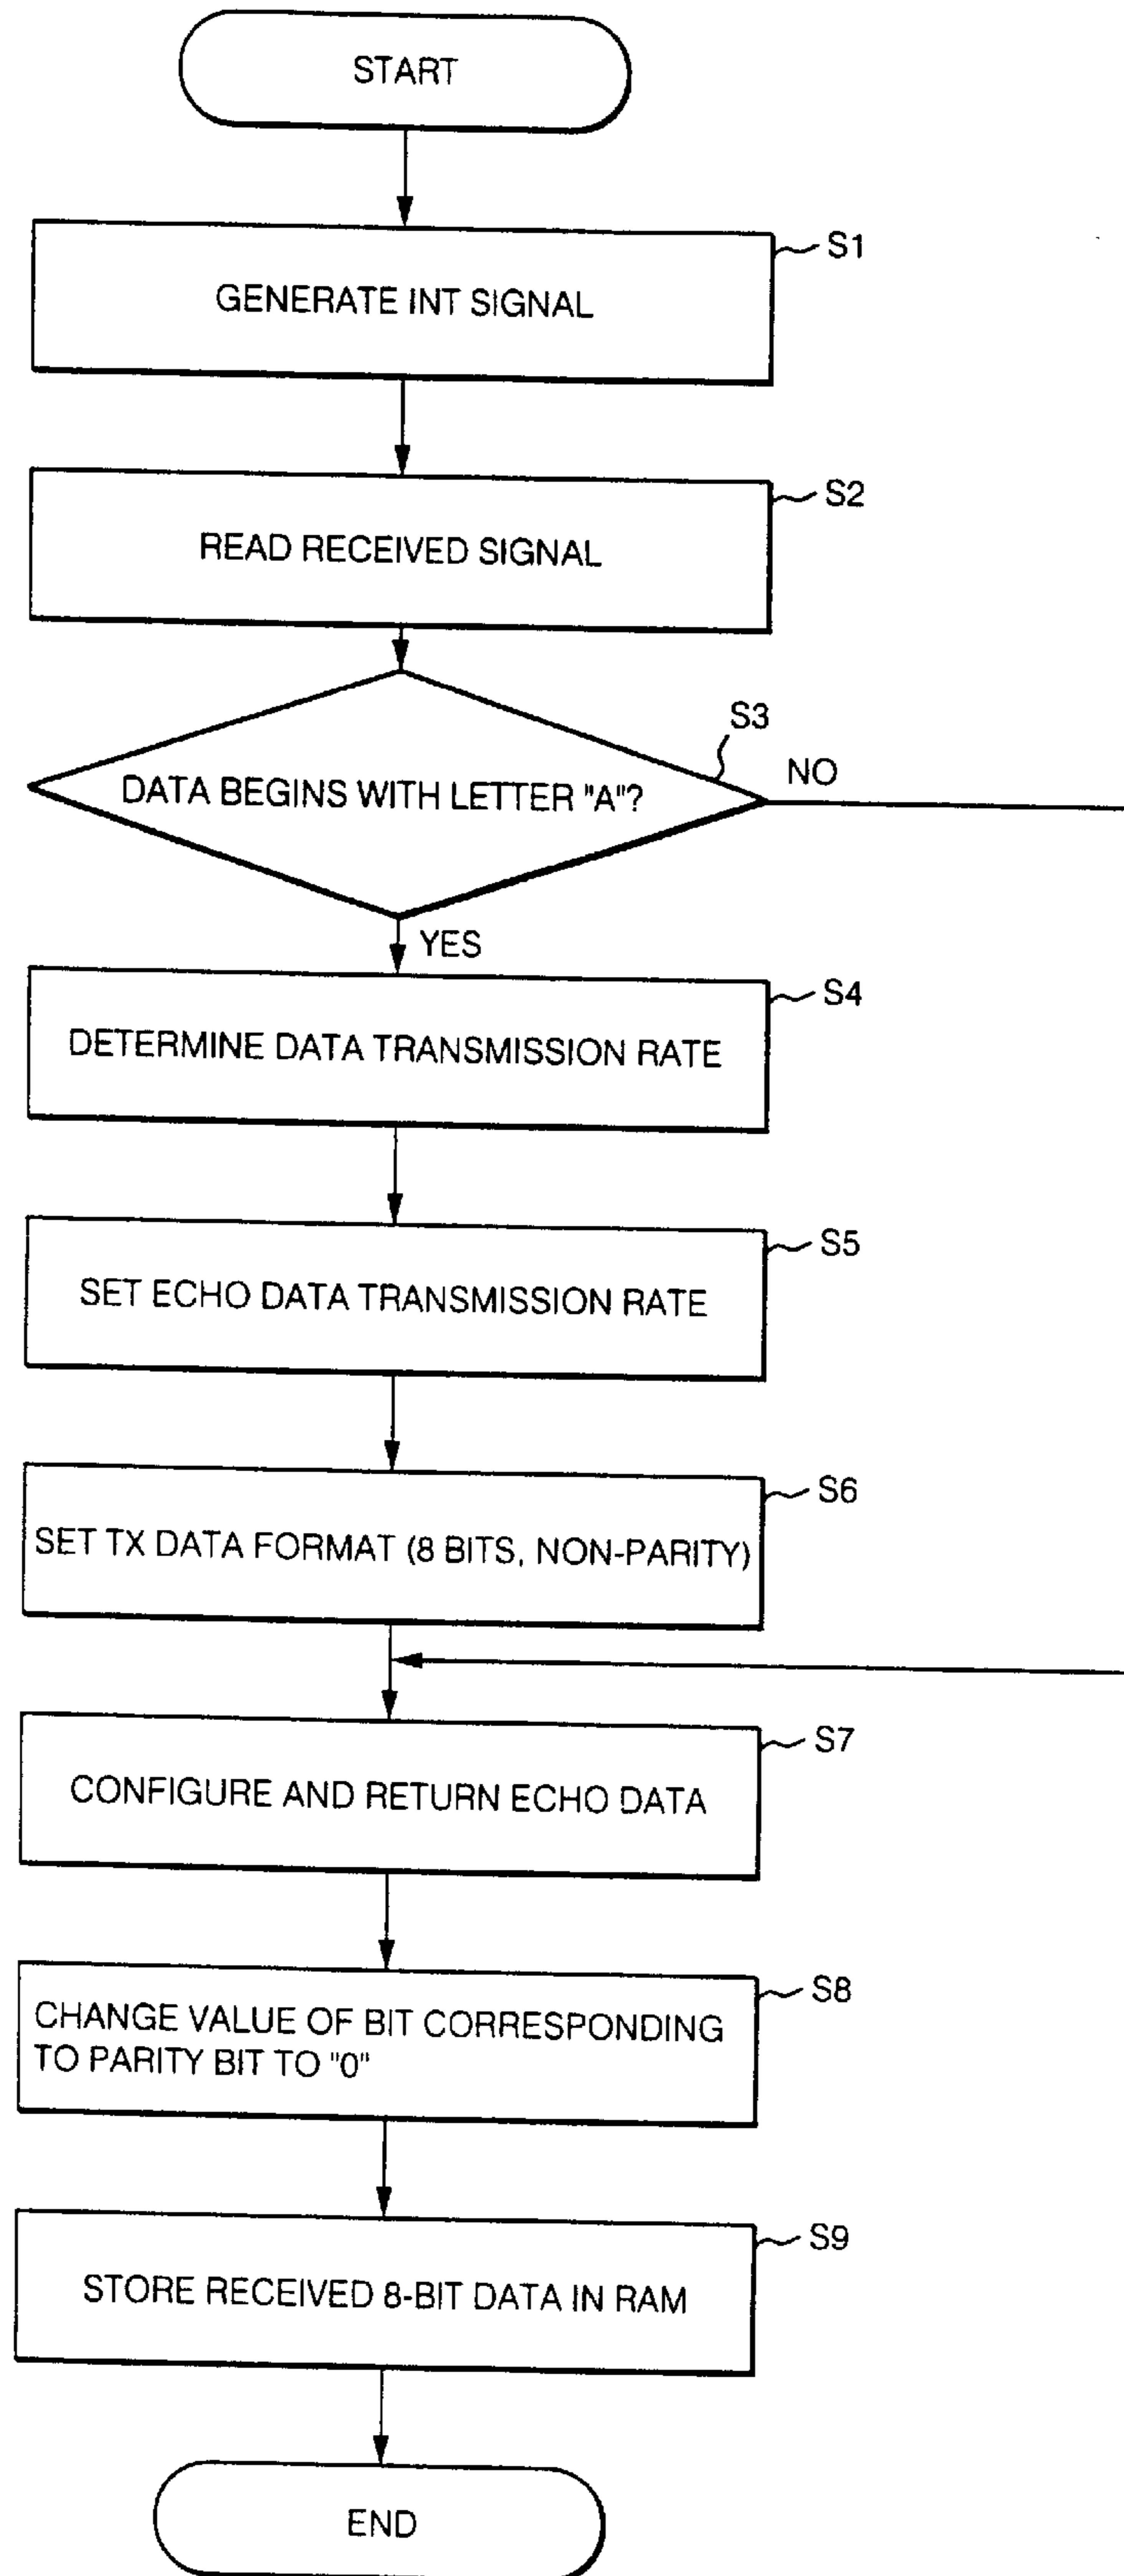 START
S1
GENERATE INT SIGNAL
S2
READ RECEIVED SIGNAL
S3
DATA BEGINS WITH LETTER "A"?
NO
YES
S4
DETERMINE DATA TRANSMISSION RATE
S5
SET ECHO DATA TRANSMISSION RATE
S6
SET TX DATA FORMAT (8 BITS, NON-PARITY)
S7
CONFIGURE AND RETURN ECHO DATA
S8
CHANGE VALUE OF BIT CORRESPONDING
TO PARITY BIT TO "0"
S9
STORE RECEIVED 8-BIT DATA IN RAM
END